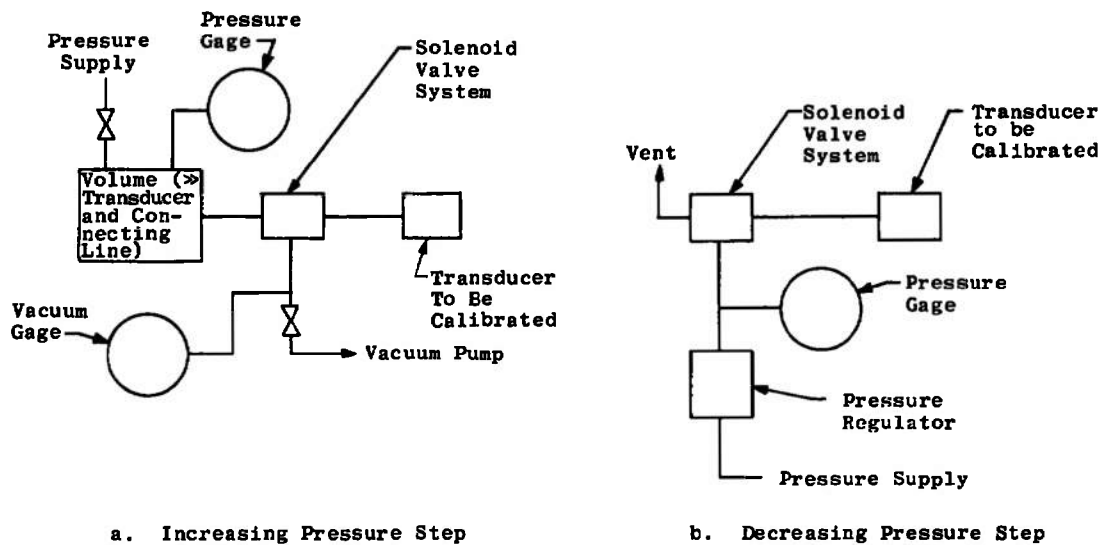 Pressure
Gage
Pressure
Supply
Solenoid
Valve
System
Volume (≫
Transducer
and Con-
necting
Line)
Transducer
To Be
Calibrated
Vacuum
Gage
Vacuum Pump
a. Increasing Pressure Step
Solenoid
Valve
System
Transducer
to be
Calibrated
Vent
Pressure
Gage
Pressure
Regulator
Pressure Supply
b. Decreasing Pressure Step